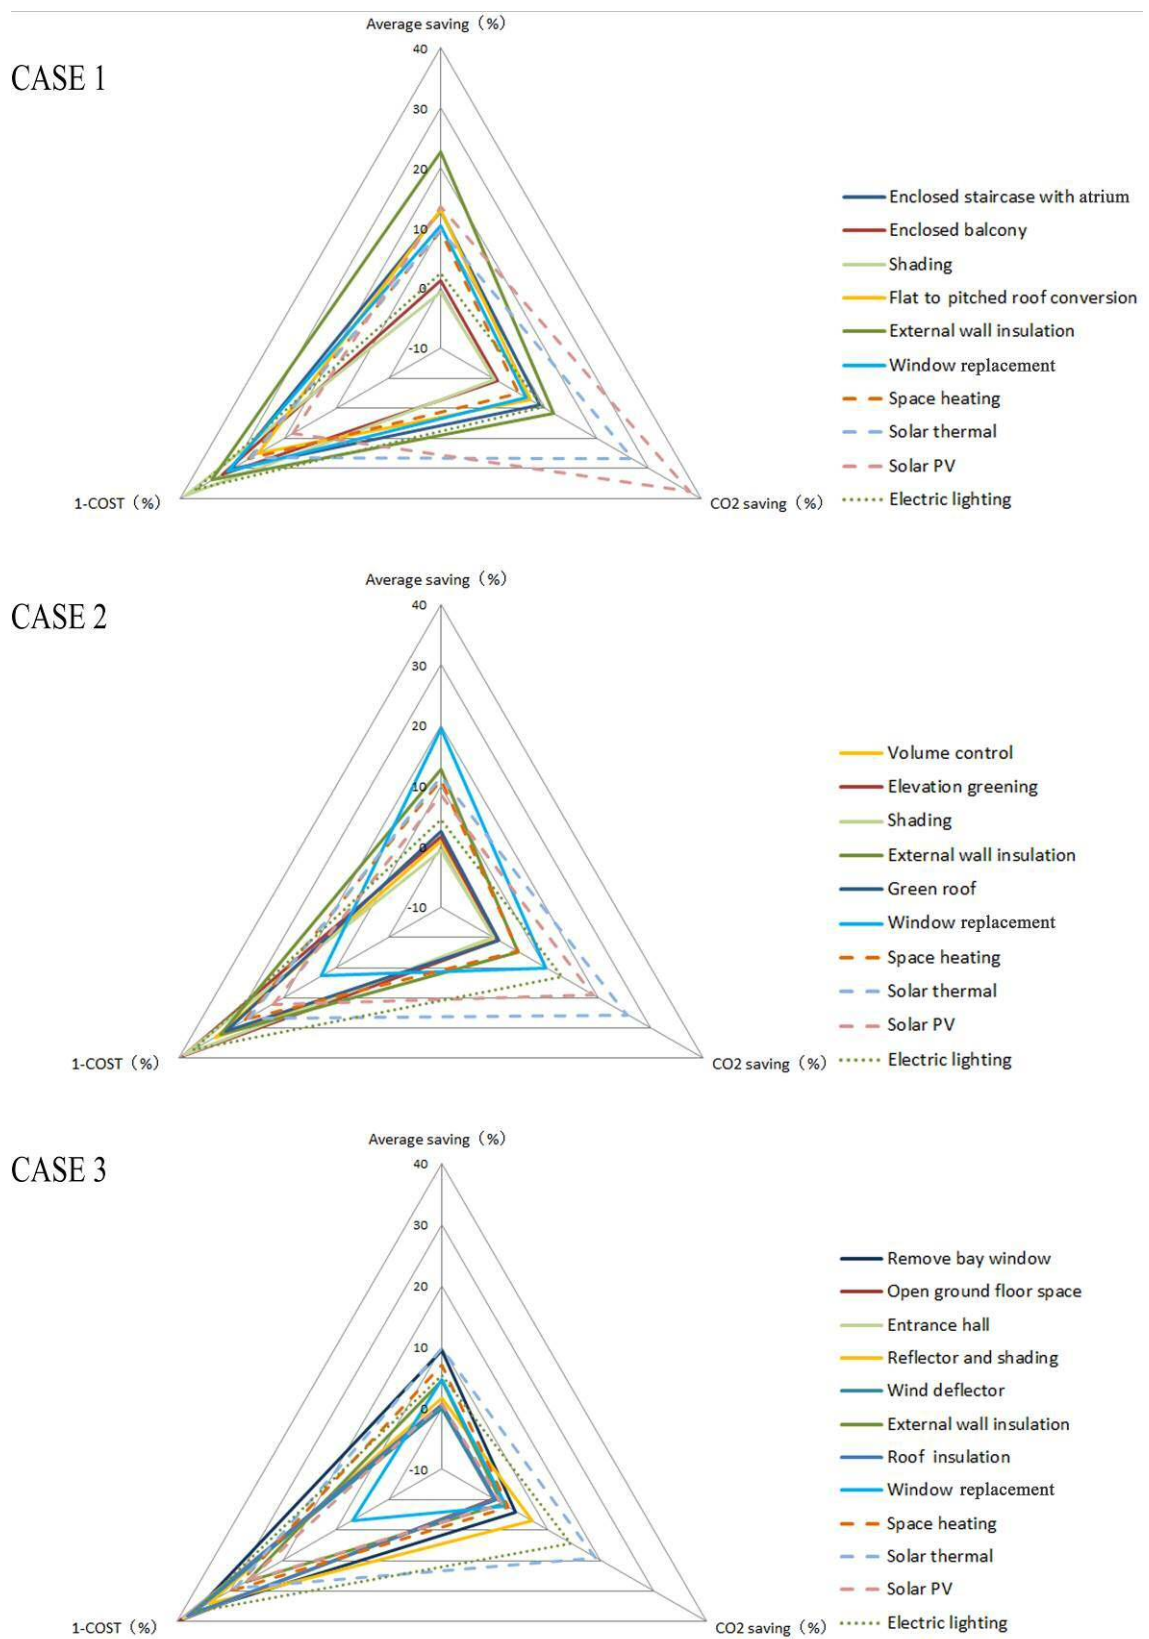 Average saving（%）
40
CASE 1
30
20
10
0
-10
1-COST（%）
CO2 saving（%）
Enclosed staircase with atrium
Enclosed balcony
Shading
Flat to pitched roof conversion
External wall insulation
Window replacement
Space heating
Solar thermal
Solar PV
Electric lighting
Average saving（%）
40
CASE 2
30
20
10
0
-10
1-COST（%）
CO2 saving（%）
Volume control
Elevation greening
Shading
External wall insulation
Green roof
Window replacement
Space heating
Solar thermal
Solar PV
Electric lighting
Average saving（%）
40
CASE 3
30
20
10
0
-10
1-COST（%）
CO2 saving（%）
Remove bay window
Open ground floor space
Entrance hall
Reflector and shading
Wind deflector
External wall insulation
Roof insulation
Window replacement
Space heating
Solar thermal
Solar PV
Electric lighting